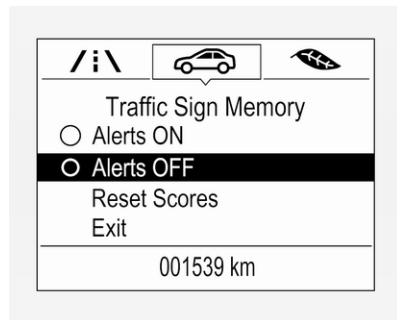 Traffic Sign Memory
Alerts ON
Alerts OFF
Reset Scores
Exit
001539 km